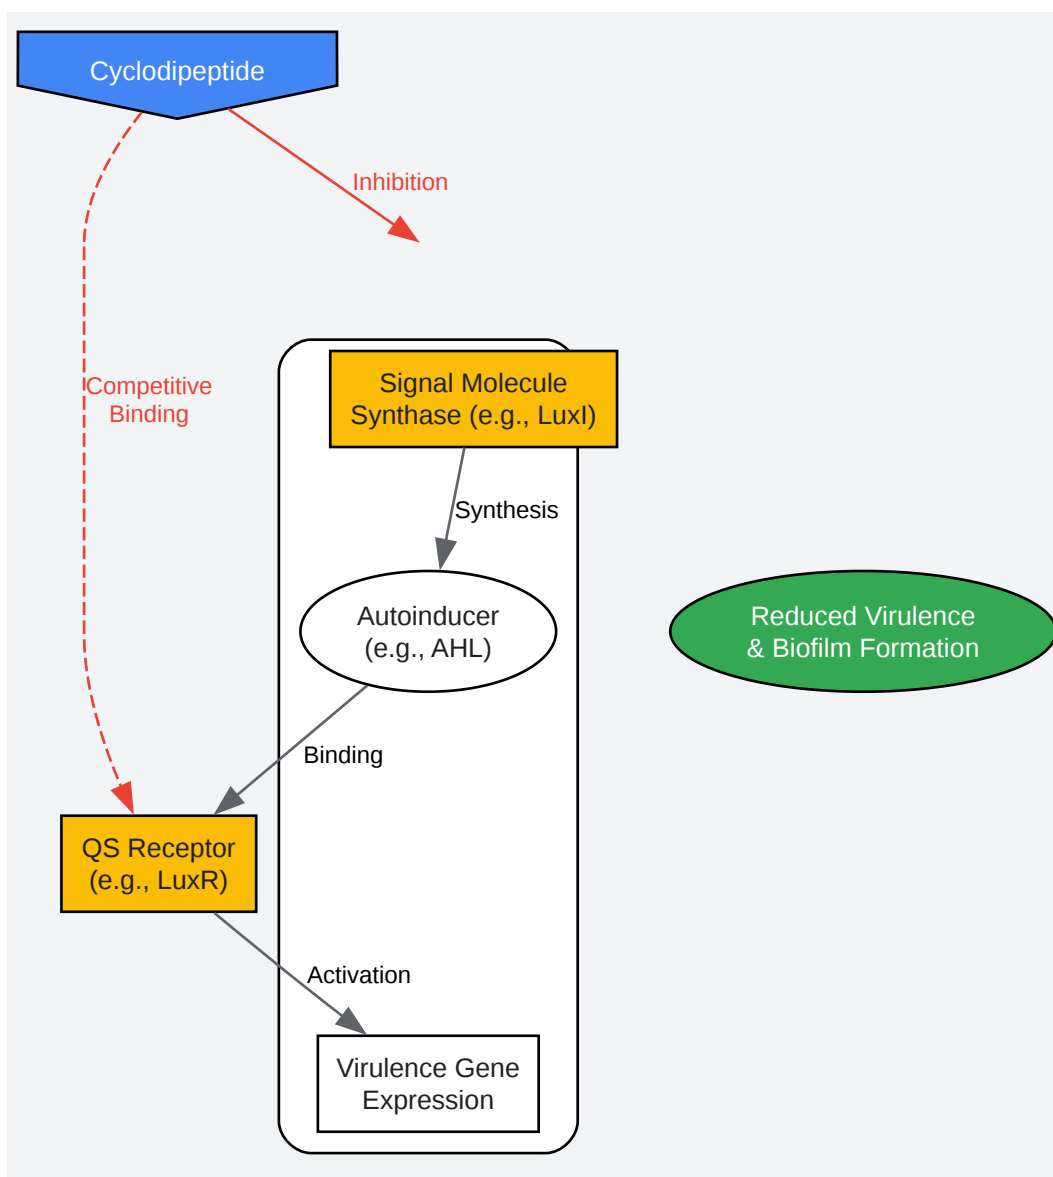 Cyclodipeptide
Inhibition
Competitive
Binding
Signal Molecule
Synthase (e.g., LuxI)
Synthesis
Autoinducer
(e.g., AHL)
Reduced Virulence
& Biofilm Formation
Binding
QS Receptor
(e.g., LuxR)
Activation
Virulence Gene
Expression